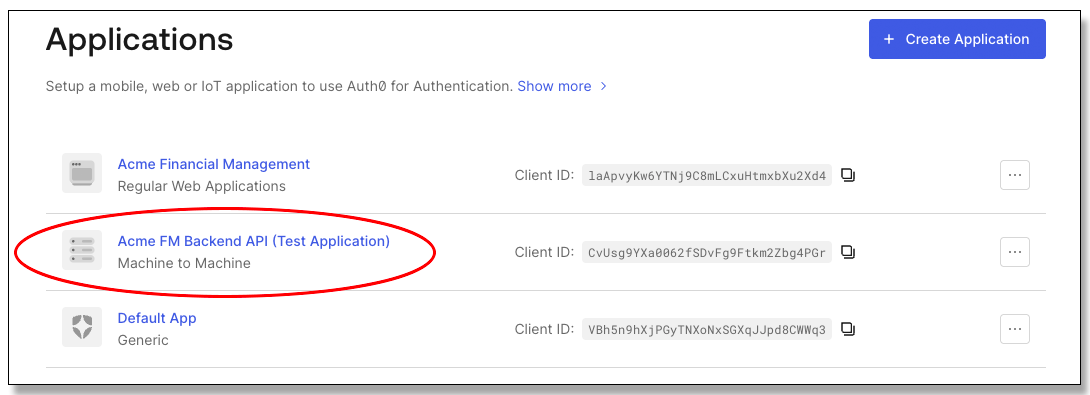 Applications
+ Create Application
Setup a mobile, web or IoT application to use Auth0 for Authentication. Show more >
Acme Financial Management
Regular Web Applications
Client ID: laApvyKw6YTNj9C8mLCxuHtmxbXu2Xd4
Acme FM Backend API (Test Application)
Machine to Machine
Client ID: CvUsg9YXa0062fSDvFg9Ftkm2Zbg4PGr
Default App
Generic
Client ID: VBh5n9hXjPGyTNXoNxSGXqJJpd8CWWq3